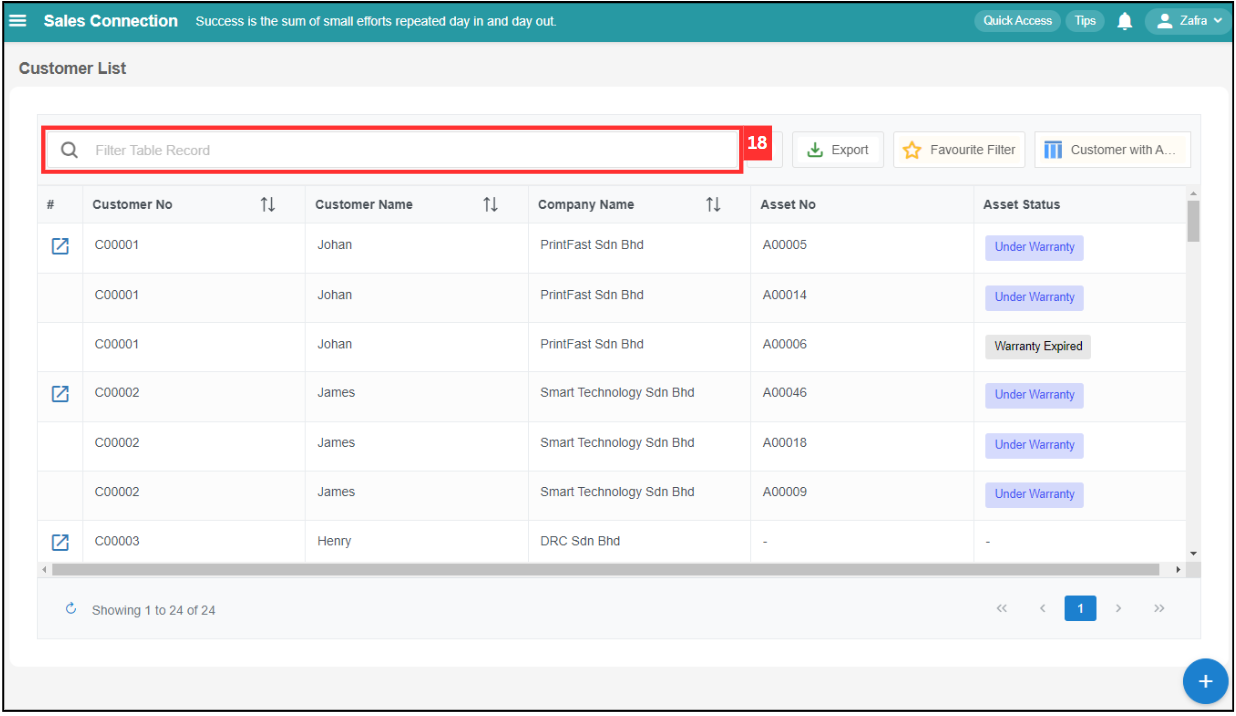 Sales Connection Success is the sum of small efforts repeated day in and day out. Quick Access Tips Zafra
Customer List
Filter Table Record 18 Export Favourite Filter Customer with A...
# Customer No Customer Name Company Name Asset No Asset Status
C00001 Johan PrintFast Sdn Bhd A00005 Under Warranty
C00001 Johan PrintFast Sdn Bhd A00014 Under Warranty
C00001 Johan PrintFast Sdn Bhd A00006 Warranty Expired
C00002 James Smart Technology Sdn Bhd A00046 Under Warranty
C00002 James Smart Technology Sdn Bhd A00018 Under Warranty
C00002 James Smart Technology Sdn Bhd A00009 Under Warranty
C00003 Henry DRC Sdn Bhd - -
Showing 1 to 24 of 24 << < 1 > >>
+